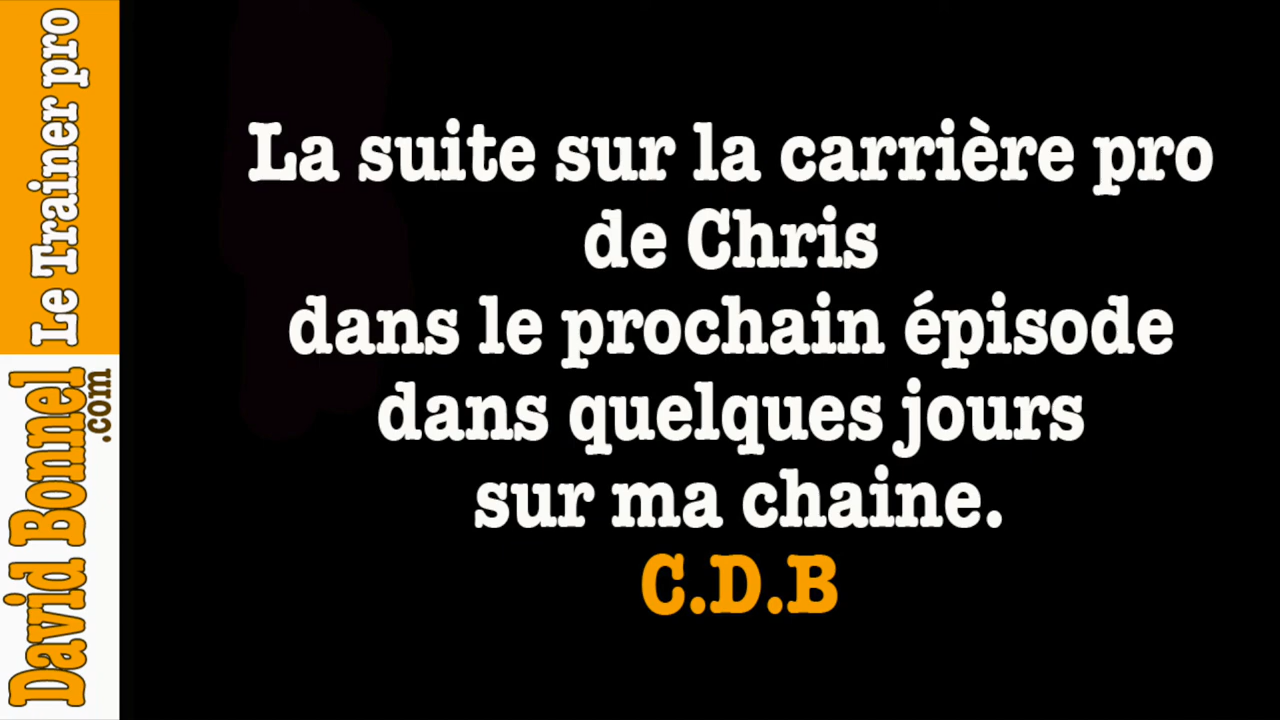 La suite sur la carrière pro
de Chris
dans le prochain épisode
dans quelques jours
sur ma chaine.
C.D.B
Le Trainer pro
David Bonnel
.com